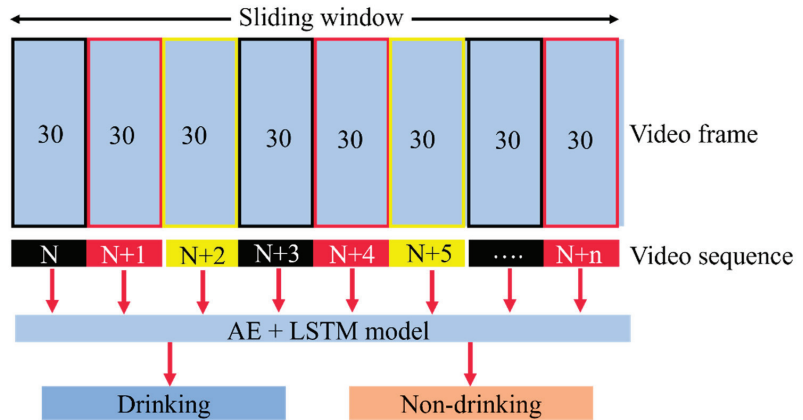 Sliding window
30 30 30 30 30 30 30 30
Video frame
N N+1 N+2 N+3 N+4 N+5 .... N+n
Video sequence
AE + LSTM model
Drinking
Non-drinking